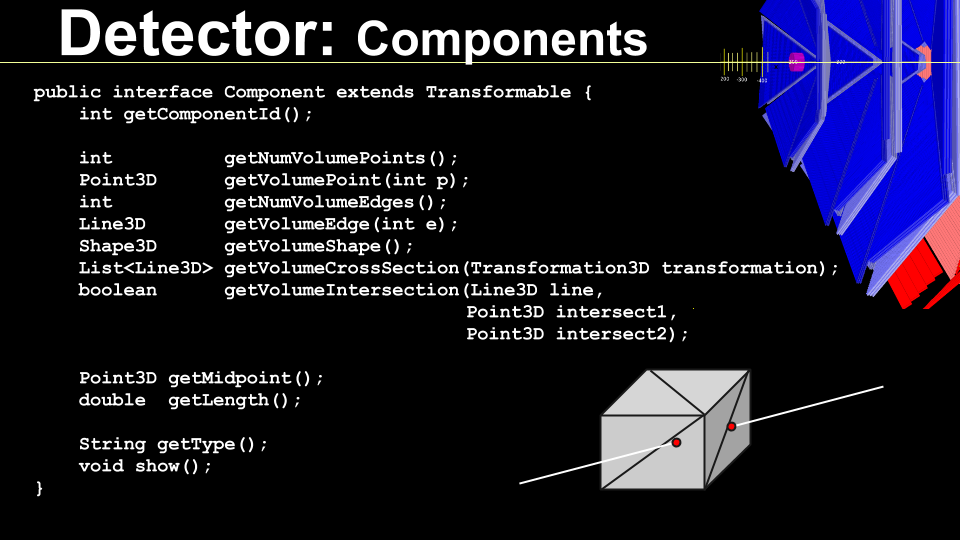 Detector: Components
public interface Component extends Transformable {
    int getComponentId();

    int          getNumVolumePoints();
    Point3D      getVolumePoint(int p);
    int          getNumVolumeEdges();
    Line3D       getVolumeEdge(int e);
    Shape3D      getVolumeShape();
    List<Line3D> getVolumeCrossSection(Transformation3D transformation);
    boolean      getVolumeIntersection(Line3D line,
                                       Point3D intersect1,
                                       Point3D intersect2);

    Point3D getMidpoint();
    double  getLength();

    String getType();
    void show();
}